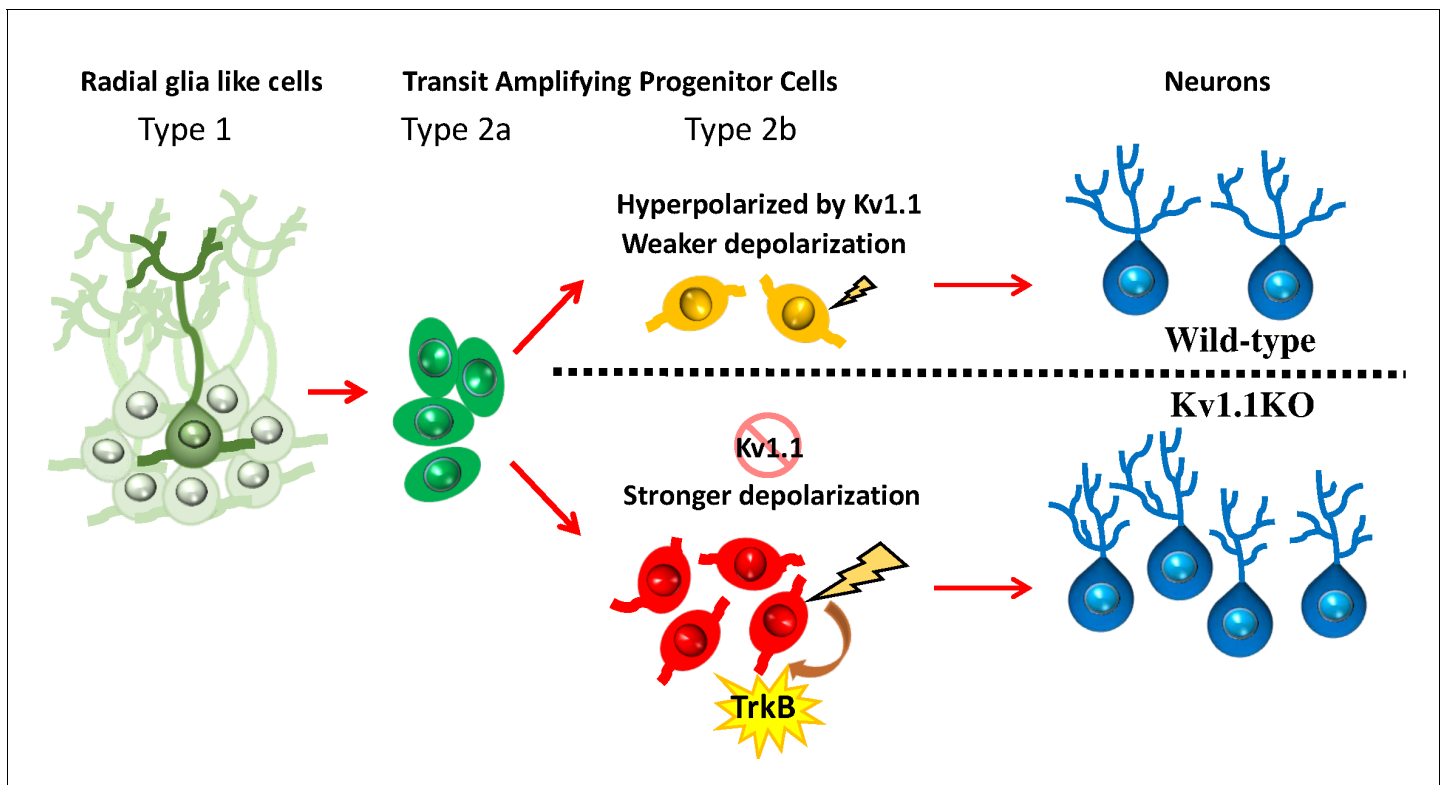 Radial glia like cells
Transit Amplifying Progenitor Cells
Neurons
Type 1
Type 2a
Type 2b
Hyperpolarized by Kv1.1
Weaker depolarization
Wild-type
Kv1.1KO
Kv1.1
Stronger depolarization
TrkB